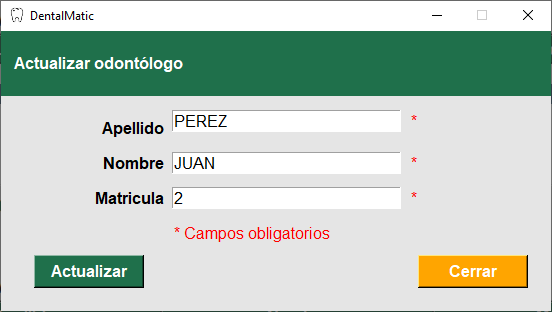 DentalMatic
Actualizar odontólogo
Apellido PEREZ *
Nombre JUAN *
Matricula 2 *
* Campos obligatorios
Actualizar Cerrar